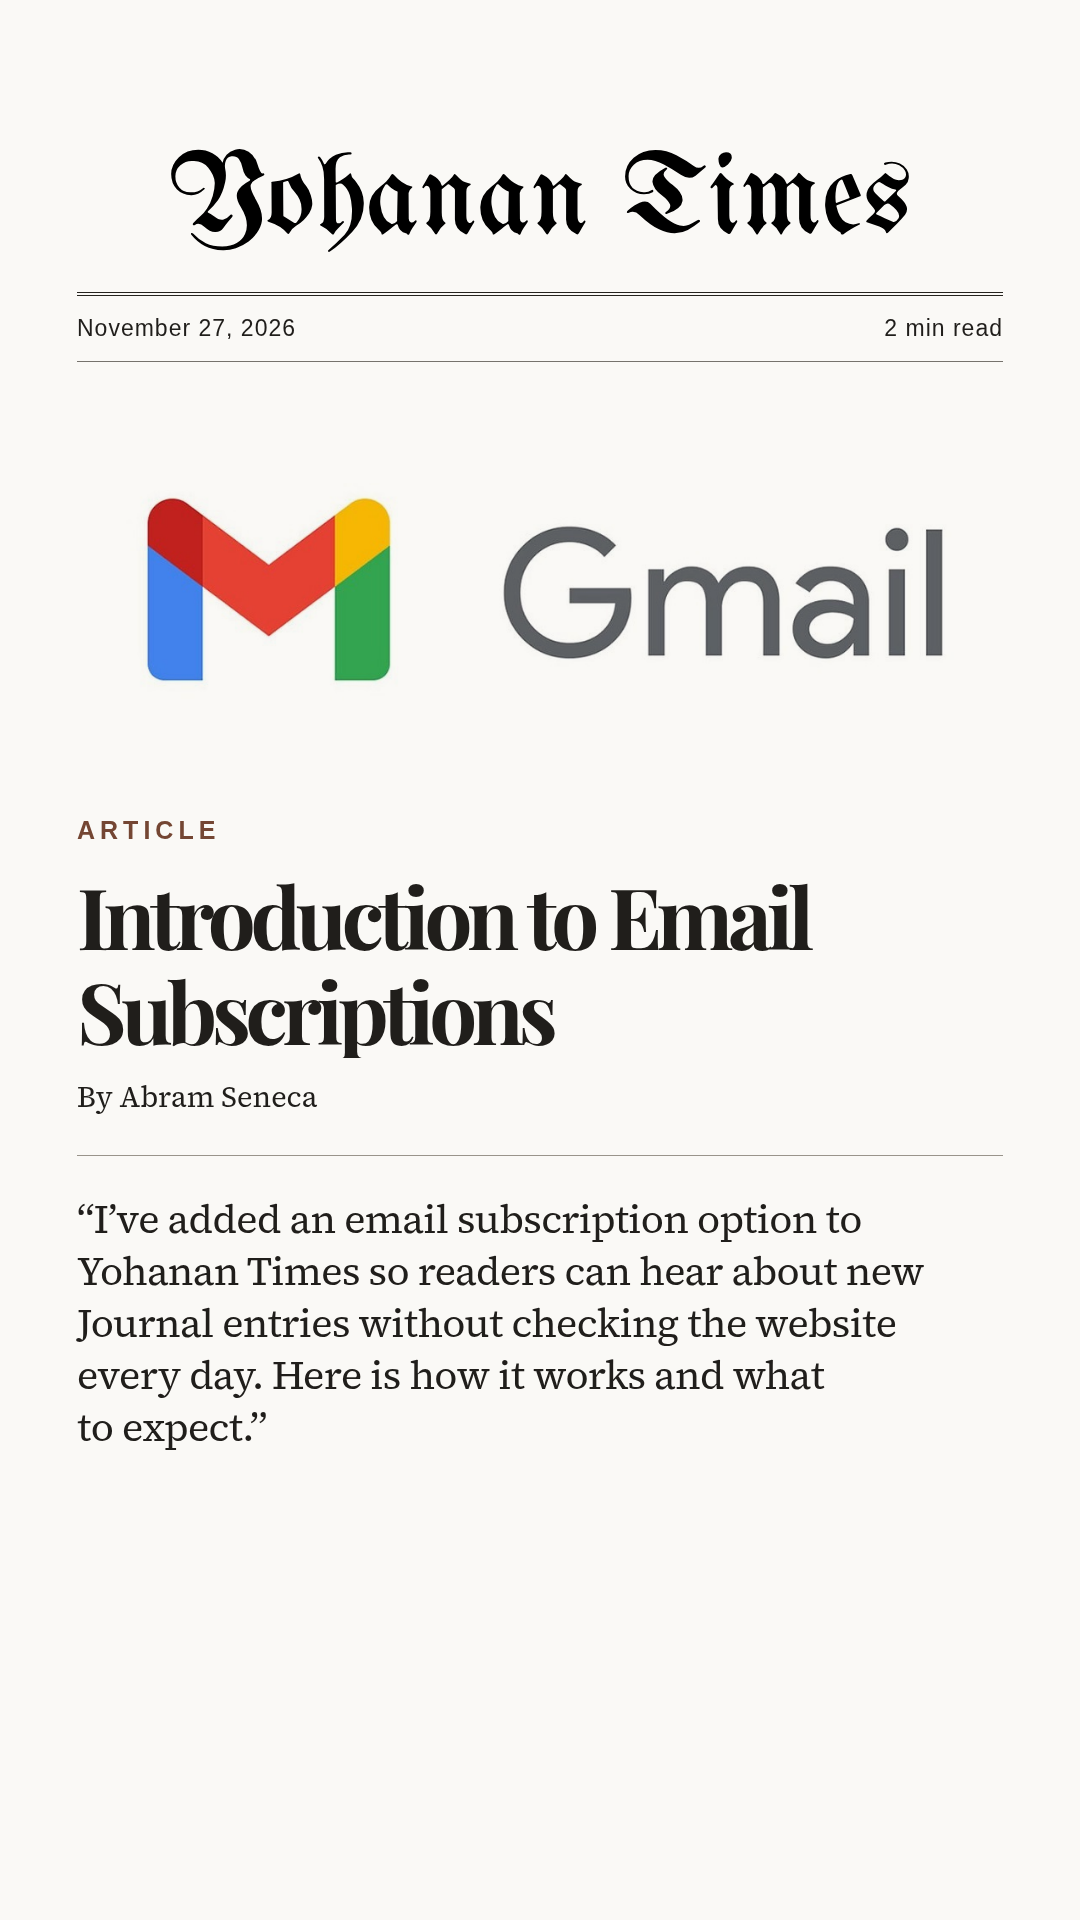 Yohanan Times
November 27, 2026
2 min read
Gmail
ARTICLE
Introduction to Email
Subscriptions
By Abram Seneca
“I’ve added an email subscription option to
Yohanan Times so readers can hear about new
Journal entries without checking the website
every day. Here is how it works and what
to expect.”